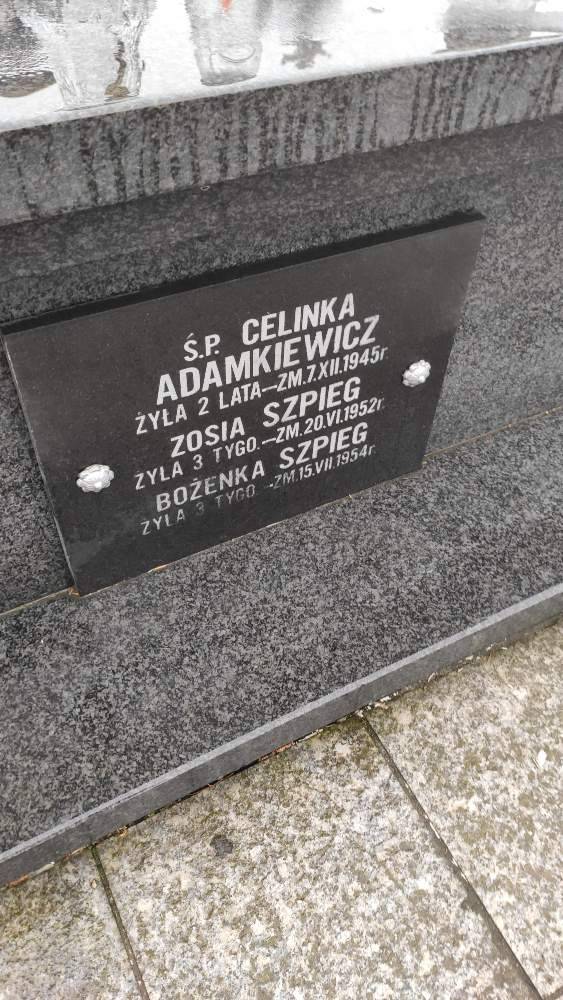 Ś.P. CELINKA
ADAMKIEWICZ
ŻYŁA 2 LATA-ZM.7.XII.1945r.
ZOSIA SZPIEG
ŻYŁA 3 TYGO.-ZM.20.VI.1952r.
BOŻENKA SZPIEG
ŻYŁA 3 TYGO.-ZM.15.VII.1954r.